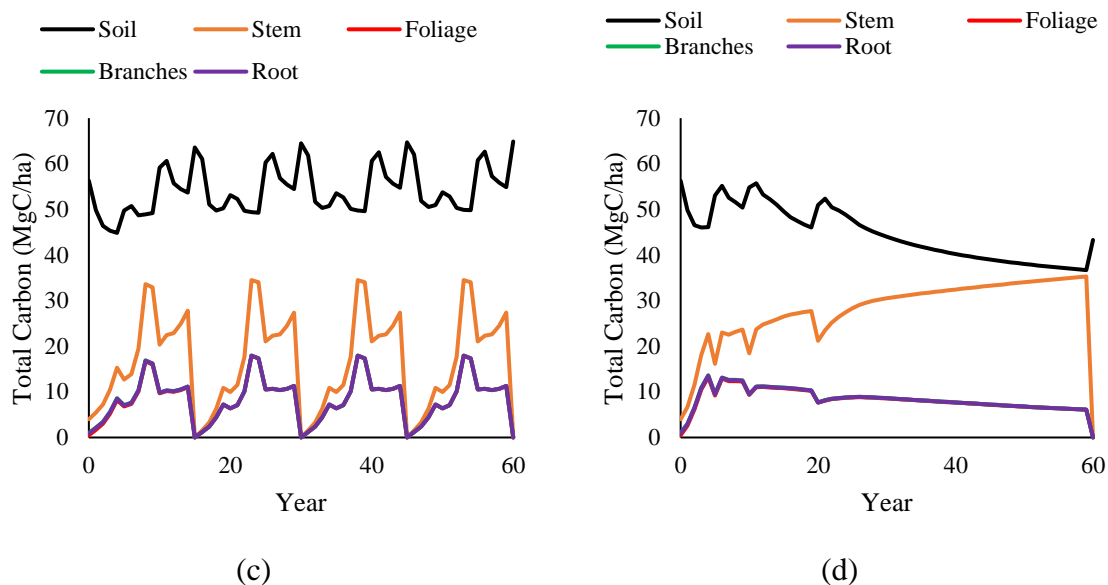 Soil Stem Foliage
Branches Root
Total Carbon (MgC/ha)
70
60
50
40
30
20
10
0
0 20 40 60
Year
(c)
Soil Stem Foliage
Branches Root
Total Carbon (MgC/ha)
70
60
50
40
30
20
10
0
0 20 40 60
Year
(d)